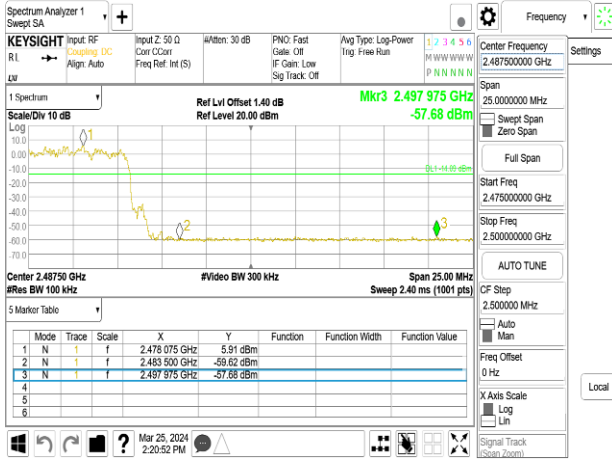 Spectrum Analyzer 1
Swept SA
Frequency
KEYSIGHT
RL
LXI
Input: RF
Coupling: DC
Align: Auto
Input Z: 50 Ω
Corr CCorr
Freq Ref: Int (S)
#Atten: 30 dB
PNO: Fast
Gate: Off
IF Gain: Low
Sig Track: Off
Avg Type: Log-Power
Trig: Free Run
1 2 3 4 5 6
M W W W W W
P N N N N N
1 Spectrum
Scale/Div 10 dB
Ref Lvl Offset 1.40 dB
Ref Level 20.00 dBm
Mkr3 2.497 975 GHz
-57.68 dBm
Log
10.00
0.00
-10.0
-20.0
-30.0
-40.0
-50.0
-60.0
-70.0
1
2
3
Center 2.48750 GHz
#Res BW 100 kHz
#Video BW 300 kHz
Span 25.00 MHz
Sweep 2.40 ms (1001 pts)
5 Marker Table
Mode Trace Scale X Y Function Function Width Function Value
1 N 1 f 2.478 075 GHz 5.91 dBm
2 N 1 f 2.483 500 GHz -59.62 dBm
3 N 1 f 2.497 975 GHz -57.68 dBm
4
5
6
Mar 25, 2024
2:20:52 PM
Center Frequency
2.487500000 GHz
Span
25.0000000 MHz
Swept Span
Zero Span
Full Span
Start Freq
2.475000000 GHz
Stop Freq
2.500000000 GHz
AUTO TUNE
CF Step
2.500000 MHz
Auto
Man
Freq Offset
0 Hz
X Axis Scale
Log
Lin
Signal Track
(Span Zoom)
Settings
Local